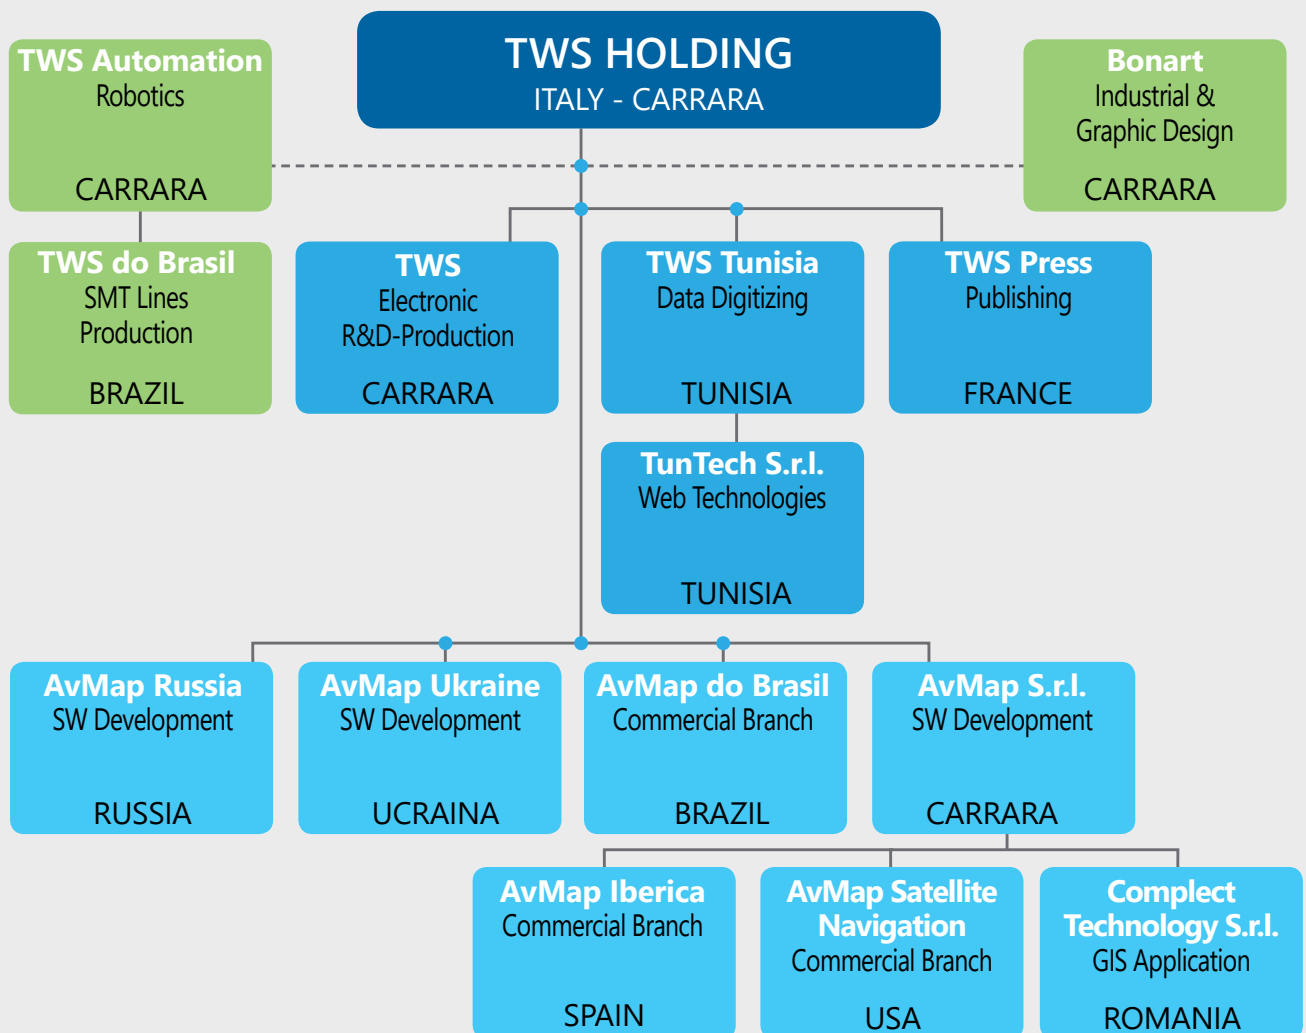 TWS HOLDING
ITALY - CARRARA
TWS Automation
Robotics
CARRARA
Bonart
Industrial &
Graphic Design
CARRARA
TWS do Brasil
SMT Lines
Production
BRAZIL
TWS
Electronic
R&D-Production
CARRARA
TWS Tunisia
Data Digitizing
TUNISIA
TWS Press
Publishing
FRANCE
TunTech S.r.l.
Web Technologies
TUNISIA
AvMap Russia
SW Development
RUSSIA
AvMap Ukraine
SW Development
UCRAINA
AvMap do Brasil
Commercial Branch
BRAZIL
AvMap S.r.l.
SW Development
CARRARA
AvMap Iberica
Commercial Branch
SPAIN
AvMap Satellite
Navigation
Commercial Branch
USA
Complect
Technology S.r.l.
GIS Application
ROMANIA